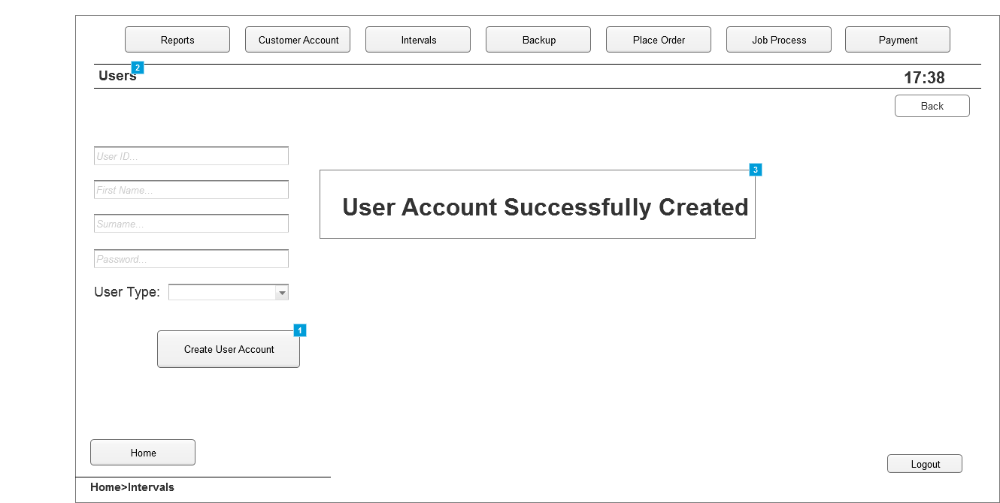 Reports Customer Account Intervals Backup Place Order Job Process Payment
Users 2 17:38
Back
User ID...
3
First Name...
User Account Successfully Created
Surname...
Password...
User Type:
1
Create User Account
Home
Logout
Home>Intervals